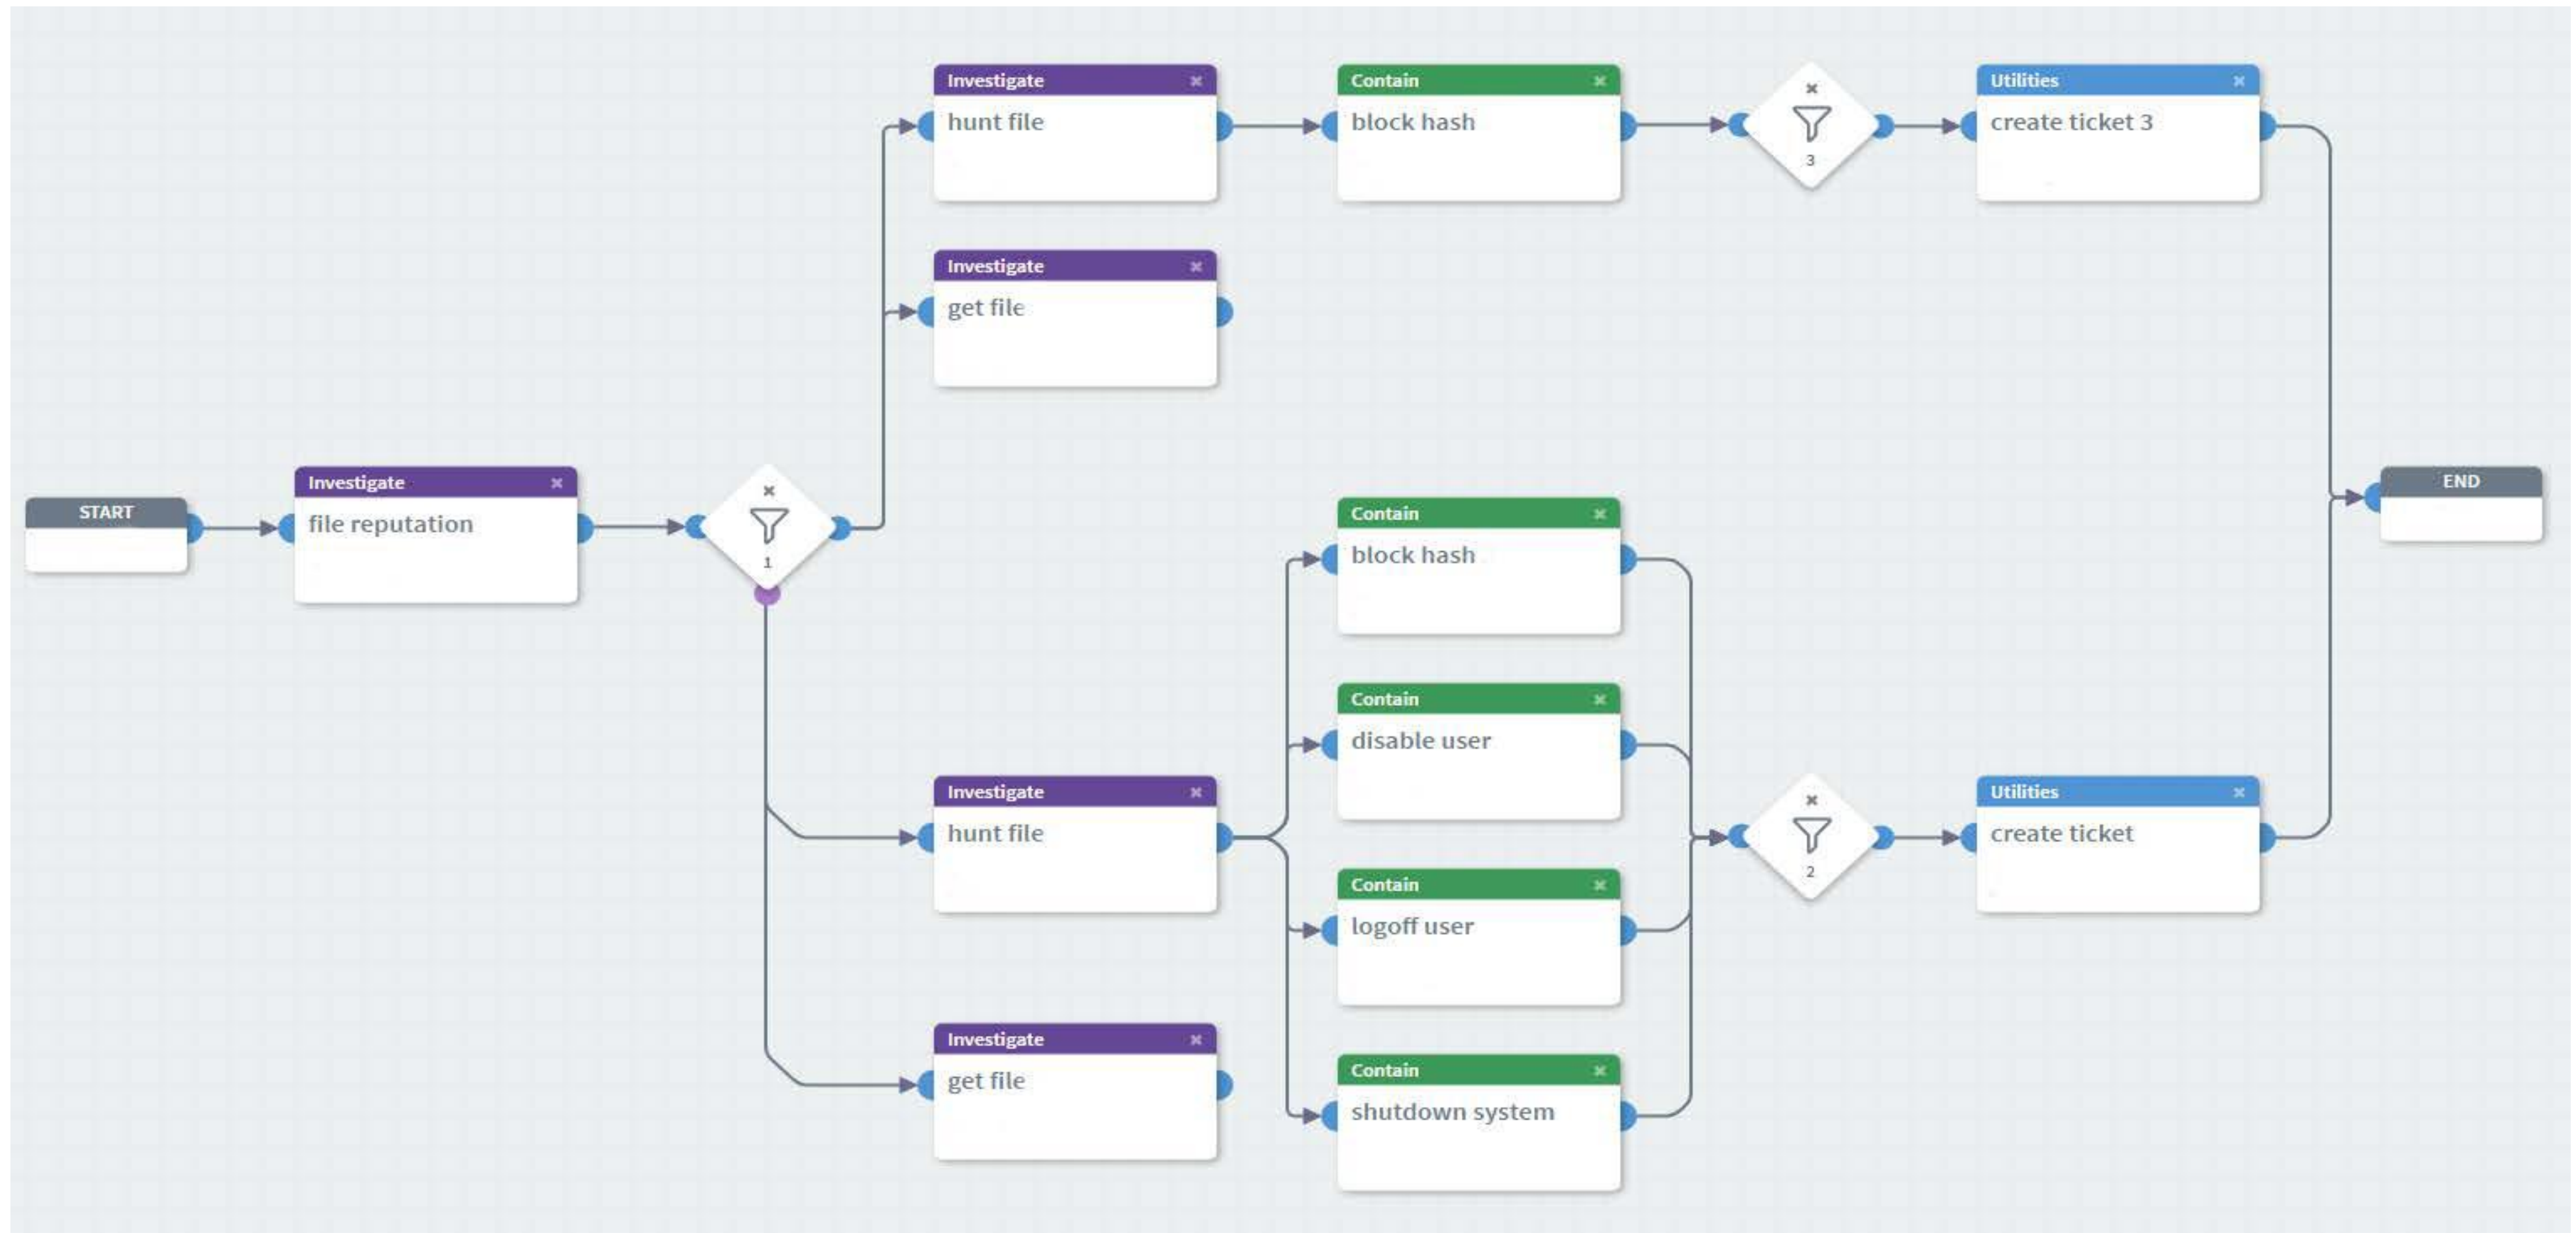 Investigate
hunt file
Contain
block hash
3
Utilities
create ticket 3
Investigate
get file
START
Investigate
file reputation
1
END
Contain
block hash
Contain
disable user
Investigate
hunt file
2
Utilities
create ticket
Contain
logoff user
Investigate
get file
Contain
shutdown system